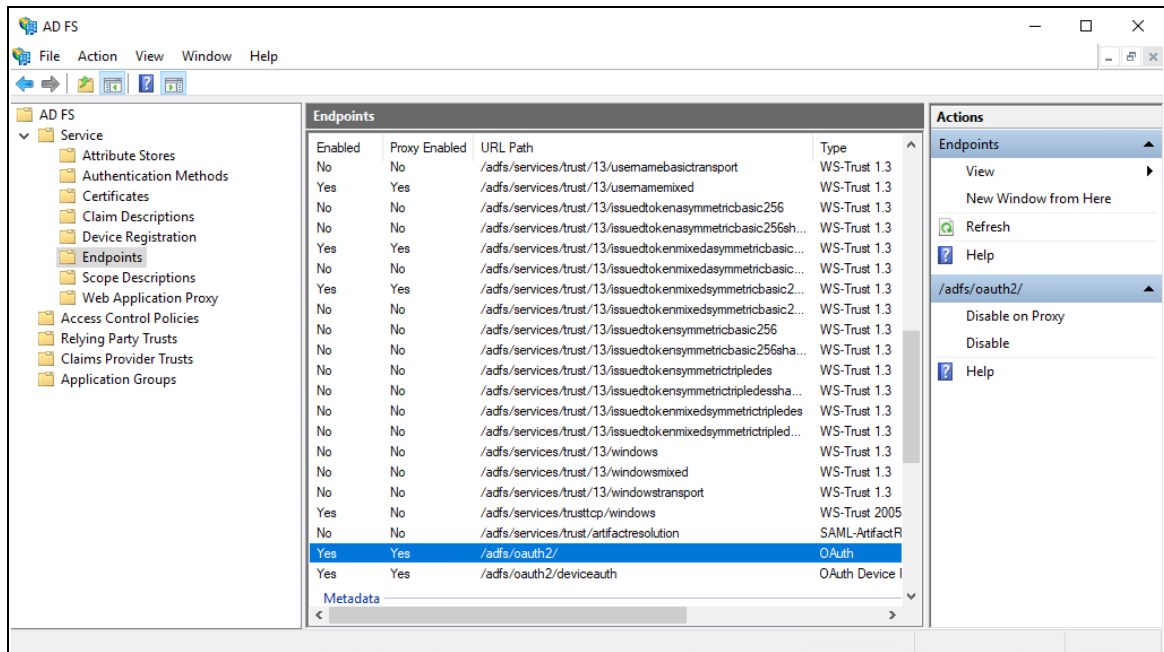 AD FS
File Action View Window Help
AD FS
Service
Attribute Stores
Authentication Methods
Certificates
Claim Descriptions
Device Registration
Endpoints
Scope Descriptions
Web Application Proxy
Access Control Policies
Relying Party Trusts
Claims Provider Trusts
Application Groups
Endpoints
Enabled Proxy Enabled URL Path Type
No No /adfs/services/trust/13/usernamebasictransport WS-Trust 1.3
Yes Yes /adfs/services/trust/13/usernamemixed WS-Trust 1.3
No No /adfs/services/trust/13/issuedtokenasymmetricbasic256 WS-Trust 1.3
No No /adfs/services/trust/13/issuedtokenasymmetricbasic256sh... WS-Trust 1.3
Yes Yes /adfs/services/trust/13/issuedtokenmixedasymmetricbasic... WS-Trust 1.3
No No /adfs/services/trust/13/issuedtokenmixedasymmetricbasic... WS-Trust 1.3
Yes Yes /adfs/services/trust/13/issuedtokenmixedsymmetricbasic2... WS-Trust 1.3
No No /adfs/services/trust/13/issuedtokenmixedsymmetricbasic2... WS-Trust 1.3
No No /adfs/services/trust/13/issuedtokensymmetricbasic256 WS-Trust 1.3
No No /adfs/services/trust/13/issuedtokensymmetricbasic256sha... WS-Trust 1.3
No No /adfs/services/trust/13/issuedtokensymmetrictripledes WS-Trust 1.3
No No /adfs/services/trust/13/issuedtokensymmetrictripledessha... WS-Trust 1.3
No No /adfs/services/trust/13/issuedtokenmixedsymmetrictripledes WS-Trust 1.3
No No /adfs/services/trust/13/issuedtokenmixedsymmetrictripled... WS-Trust 1.3
No No /adfs/services/trust/13/windows WS-Trust 1.3
No No /adfs/services/trust/13/windowsmixed WS-Trust 1.3
No No /adfs/services/trust/13/windowstransport WS-Trust 1.3
Yes No /adfs/services/trusttcp/windows WS-Trust 2005
No No /adfs/services/trust/artifactresolution SAML-ArtifactR
Yes Yes /adfs/oauth2/ OAuth
Yes Yes /adfs/oauth2/deviceauth OAuth Device
Metadata
Actions
Endpoints
View
New Window from Here
Refresh
Help
/adfs/oauth2/
Disable on Proxy
Disable
Help